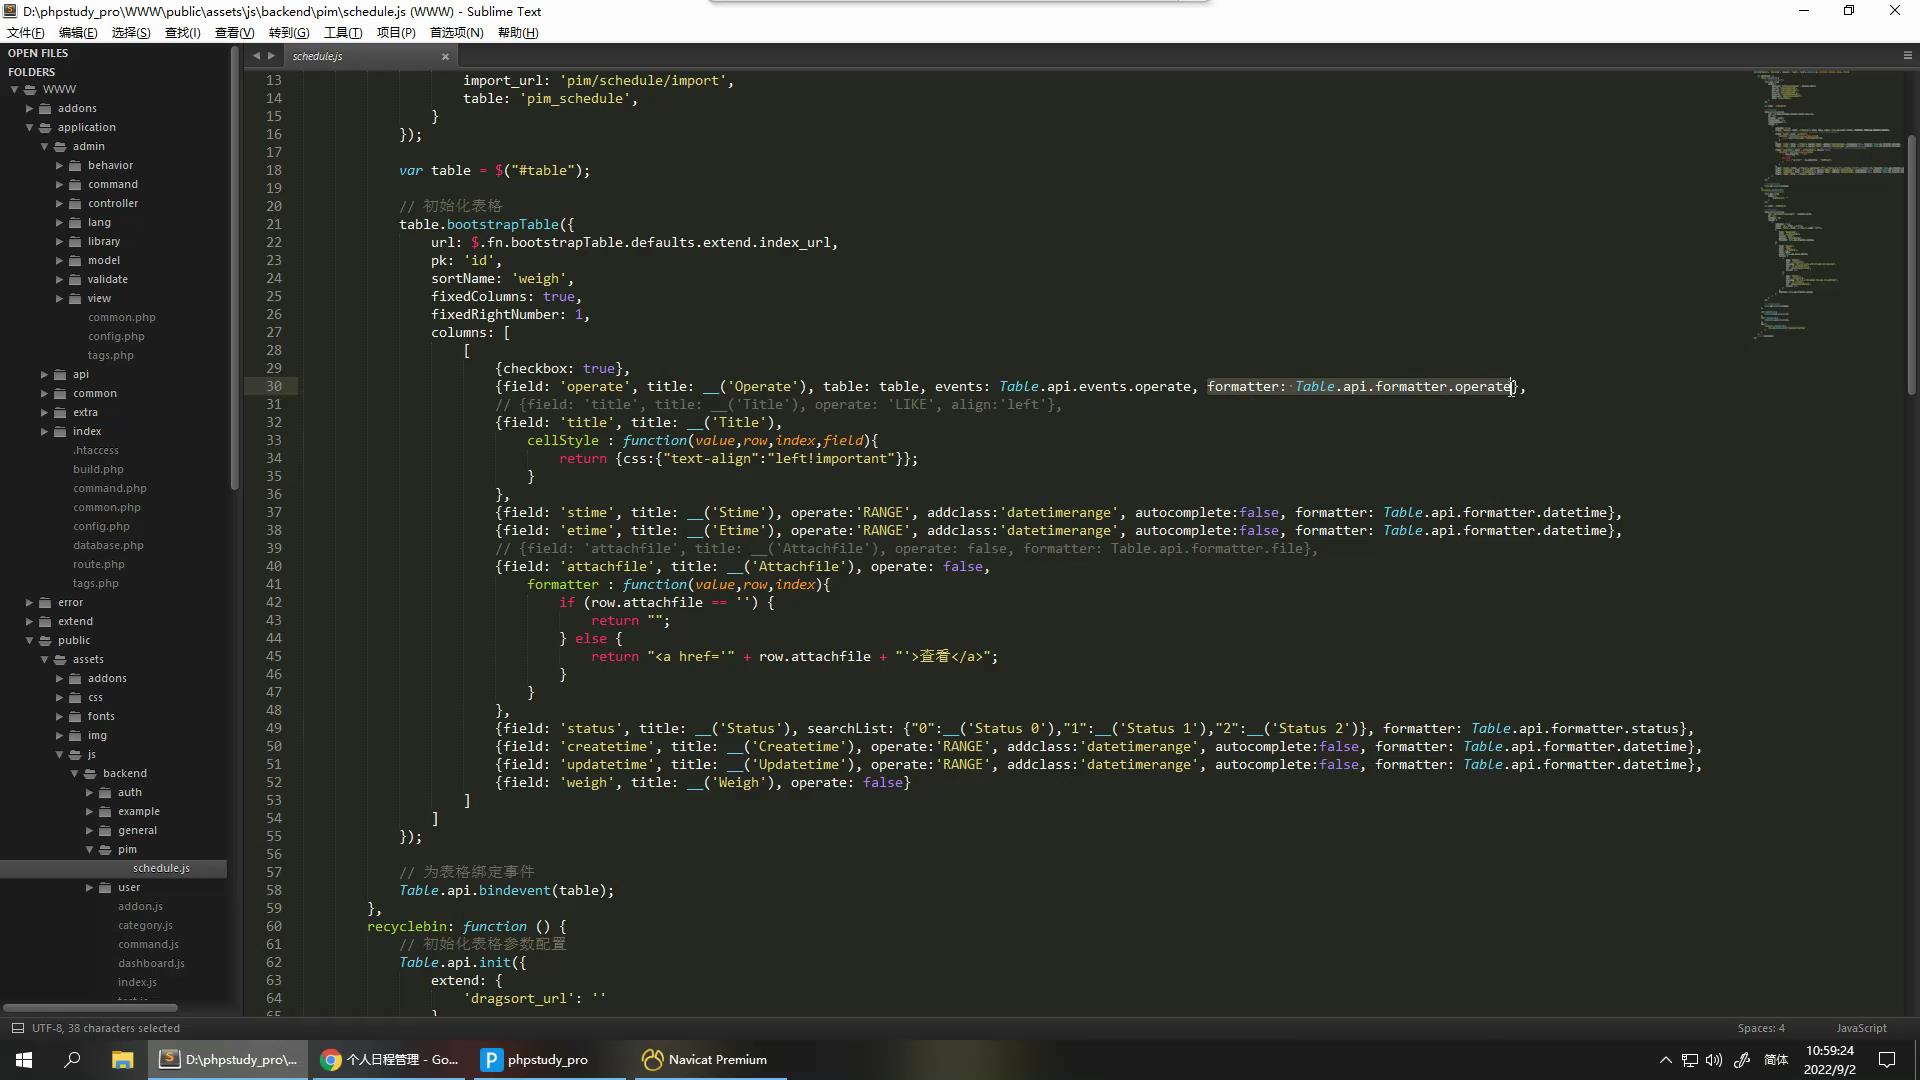 D:\phpstudy_pro\WWW\public\assets\js\backend\pim\schedule.js (WWW) - Sublime Text
文件(F) 编辑(E) 选择(S) 查找(I) 查看(V) 转到(G) 工具(T) 项目(P) 首选项(N) 帮助(H)
OPEN FILES
FOLDERS
WWW
addons
application
admin
behavior
command
controller
lang
library
model
validate
view
common.php
config.php
tags.php
api
common
extra
index
.htaccess
build.php
command.php
common.php
config.php
database.php
route.php
tags.php
error
extend
public
assets
addons
css
fonts
img
js
backend
auth
example
general
pim
schedule.js
user
addon.js
category.js
command.js
dashboard.js
index.js
schedule.js
13 import_url: 'pim/schedule/import',
14 table: 'pim_schedule',
15 }
16 });
17
18 var table = $("#table");
19
20 // 初始化表格
21 table.bootstrapTable({
22 url: $.fn.bootstrapTable.defaults.extend.index_url,
23 pk: 'id',
24 sortName: 'weigh',
25 fixedColumns: true,
26 fixedRightNumber: 1,
27 columns: [
28 [
29 {checkbox: true},
30 {field: 'operate', title: __('Operate'), table: table, events: Table.api.events.operate, formatter: Table.api.formatter.operate},
31 // {field: 'title', title: __('Title'), operate: 'LIKE', align:'left'},
32 {field: 'title', title: __('Title'),
33 cellStyle : function(value,row,index,field){
34 return {css:{"text-align":"left!important"}};
35 }
36 },
37 {field: 'stime', title: __('Stime'), operate:'RANGE', addclass:'datetimerange', autocomplete:false, formatter: Table.api.formatter.datetime},
38 {field: 'etime', title: __('Etime'), operate:'RANGE', addclass:'datetimerange', autocomplete:false, formatter: Table.api.formatter.datetime},
39 // {field: 'attachfile', title: __('Attachfile'), operate: false, formatter: Table.api.formatter.file},
40 {field: 'attachfile', title: __('Attachfile'), operate: false,
41 formatter : function(value,row,index){
42 if (row.attachfile == '') {
43 return "";
44 } else {
45 return "<a href='" + row.attachfile + "'>查看</a>";
46 }
47 }
48 },
49 {field: 'status', title: __('Status'), searchList: {"0":__('Status 0'),"1":__('Status 1'),"2":__('Status 2')}, formatter: Table.api.formatter.status},
50 {field: 'createtime', title: __('Createtime'), operate:'RANGE', addclass:'datetimerange', autocomplete:false, formatter: Table.api.formatter.datetime},
51 {field: 'updatetime', title: __('Updatetime'), operate:'RANGE', addclass:'datetimerange', autocomplete:false, formatter: Table.api.formatter.datetime},
52 {field: 'weigh', title: __('Weigh'), operate: false}
53 ]
54 ]
55 });
56
57 // 为表格绑定事件
58 Table.api.bindevent(table);
59 },
60 recyclebin: function () {
61 // 初始化表格参数配置
62 Table.api.init({
63 extend: {
64 'dragsort_url': ''
65 }
UTF-8, 38 characters selected
Spaces: 4 JavaScript
D:\phpstudy_pro\... 个人日程管理 - Go... phpstudy_pro Navicat Premium
简体
10:59:24
2022/9/2